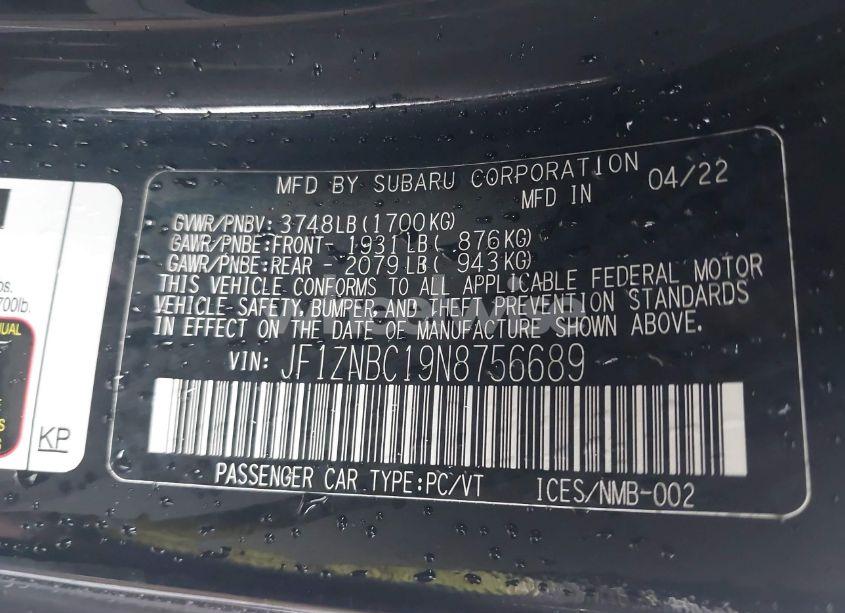 MFD BY SUBARU CORPORATION
MFD IN 04/22
GVWR/PNBV: 3748LB(1700KG)
GAWR/PNBE:FRONT- 1931LB( 876KG)
GAWR/PNBE:REAR - 2079LB( 943KG)
THIS VEHICLE CONFORMS TO ALL APPLICABLE FEDERAL MOTOR
VEHICLE SAFETY, BUMPER, AND THEFT PREVENTION STANDARDS
IN EFFECT ON THE DATE OF MANUFACTURE SHOWN ABOVE.
VIN: JF1ZNBC19N8756689
PASSENGER CAR TYPE:PC/VT ICES/NMB-002
700lb.
KP